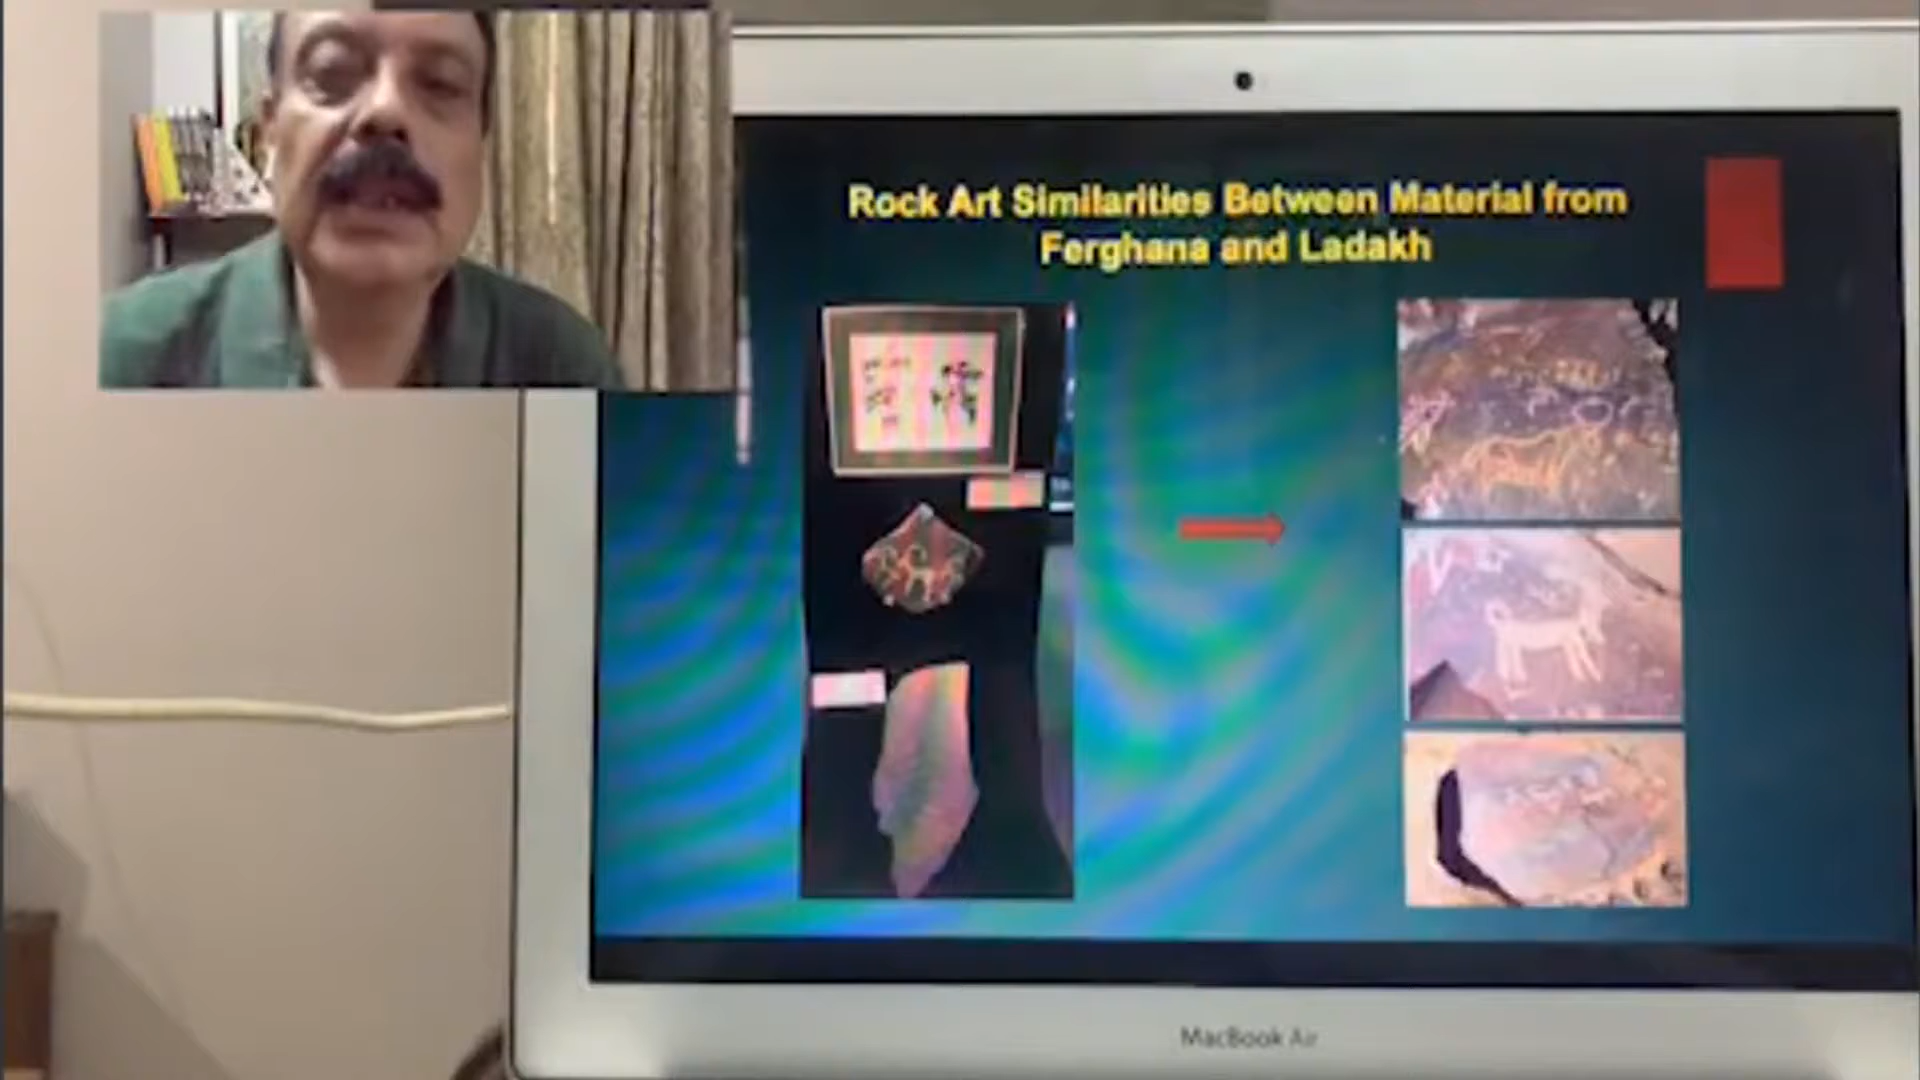 Rock Art Similarities Between Material from
Ferghana and Ladakh
MacBook Air